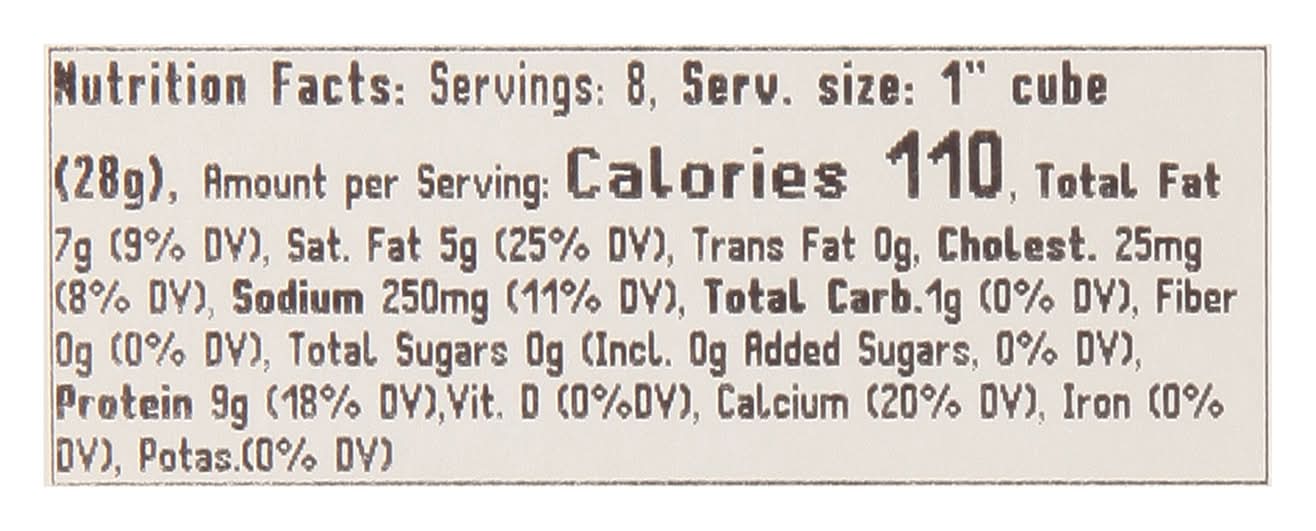 Nutrition Facts: Servings: 8, Serv. size: 1" cube
(28g), Amount per Serving: Calories 110, Total Fat
7g (9% DV), Sat. Fat 5g (25% DV), Trans Fat 0g, Cholest. 25mg
(8% DV), Sodium 250mg (11% DV), Total Carb.1g (0% DV), Fiber
0g (0% DV), Total Sugars 0g (Incl. 0g Added Sugars, 0% DV),
Protein 9g (18% DV),Vit. D (0%DV), Calcium (20% DV), Iron (0%
DV), Potas.(0% DV)